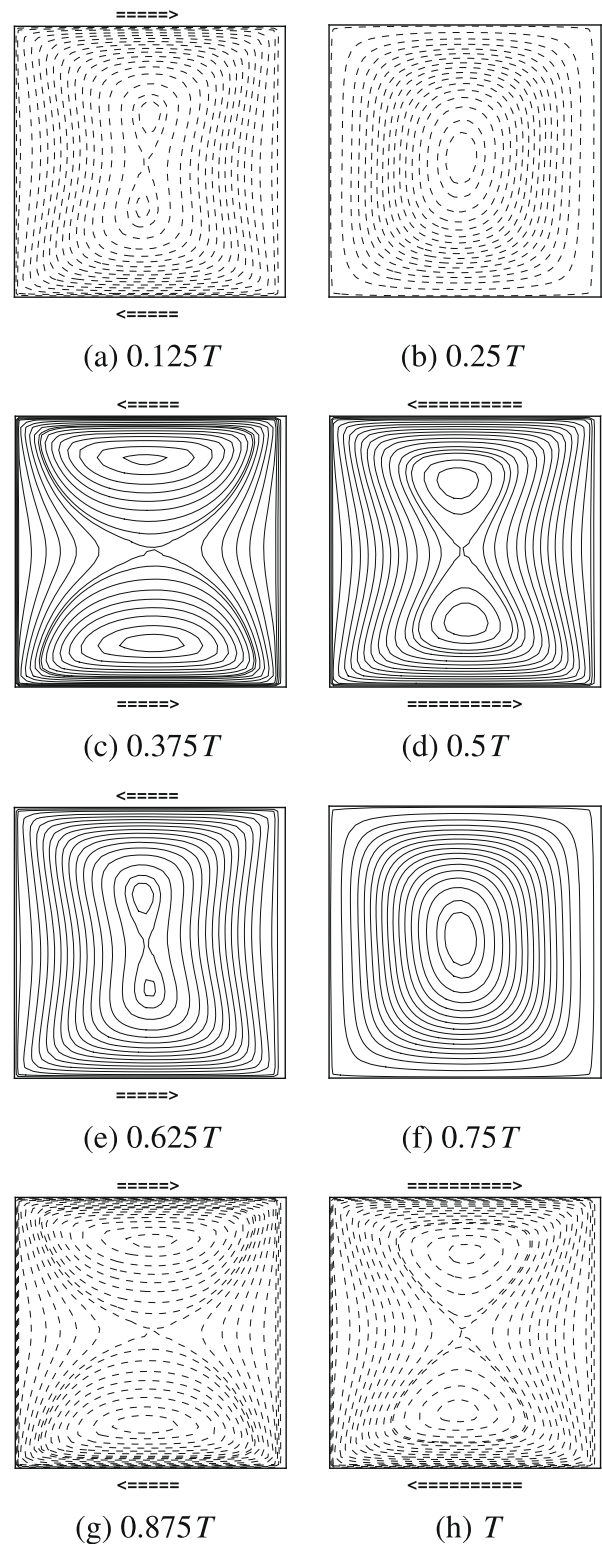 =====>
<=====
(a) 0.125T (b) 0.25T
<===== <==========
=====> ==========>
(c) 0.375T (d) 0.5T
<=====
=====>
(e) 0.625T (f) 0.75T
=====> ==========>
<===== <==========
(g) 0.875T (h) T